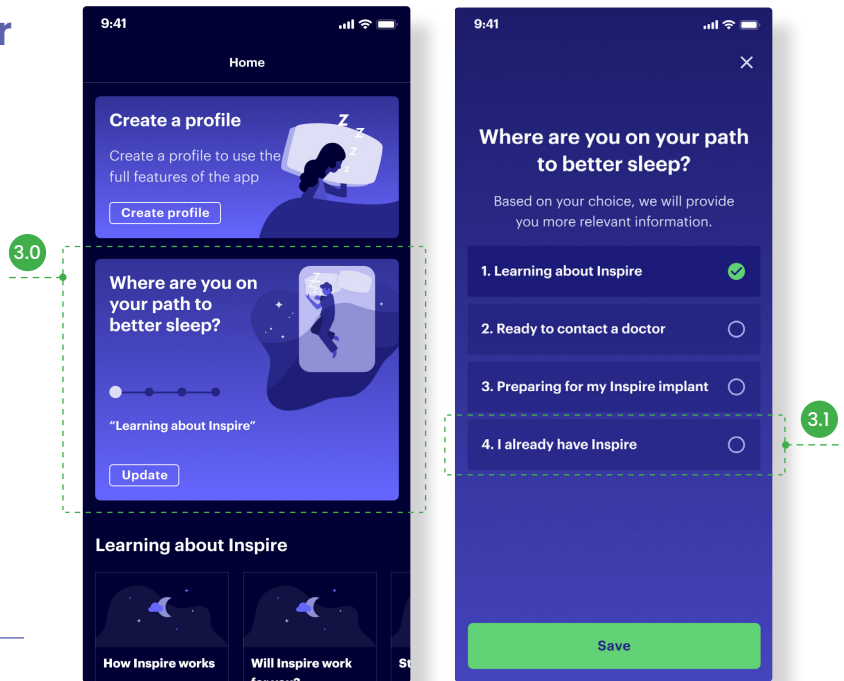 r
9:41
Home
Create a profile
Create a profile to use the
full features of the app
Create profile
Z
Z
Z
Z
3.0
Where are you on
your path to
better sleep?
Z
Z
Z
"Learning about Inspire"
Update
Learning about Inspire
How Inspire works
Will Inspire work
for you?
St
9:41
Where are you on your path
to better sleep?
Based on your choice, we will provide
you more relevant information.
1. Learning about Inspire
2. Ready to contact a doctor
3. Preparing for my Inspire implant
4. I already have Inspire
3.1
Save